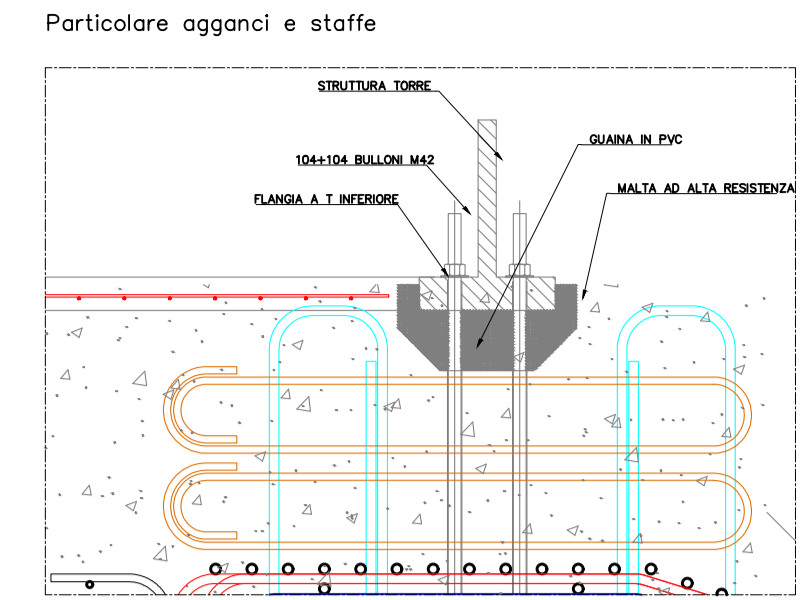 Particolare agganci e staffe
STRUTTURA TORRE
GUAINA IN PVC
104+104 BULLONI M42
MALTA AD ALTA RESISTENZA
FLANGIA A T INFERIORE